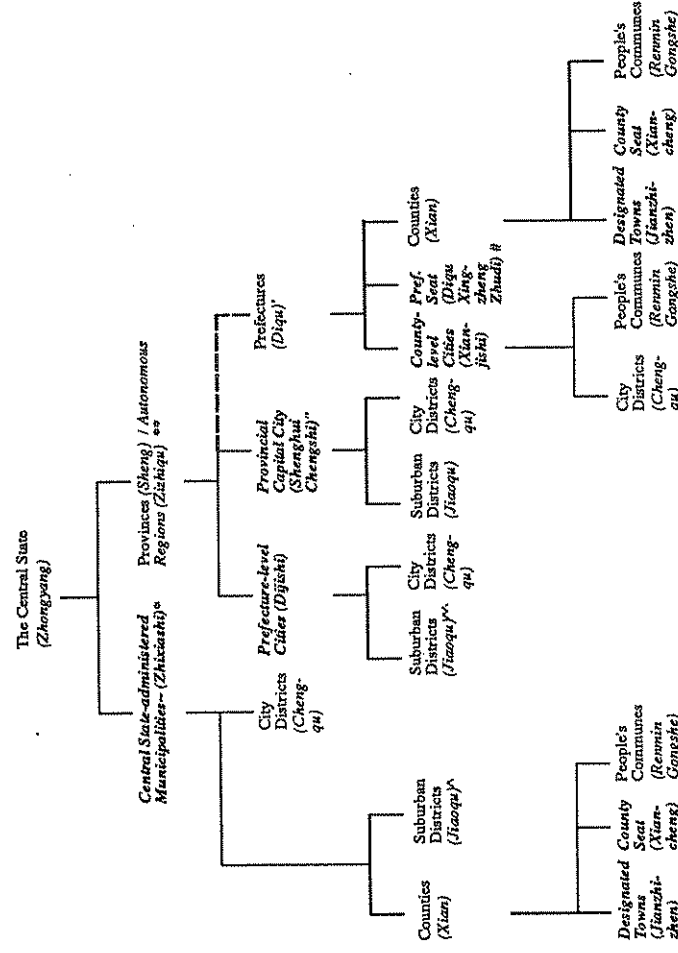 The Central State
(Zhongyang)
Central State-administered
Municipalities~ (Zhixiashi)¤
Provinces (Sheng) / Autonomous
Regions (Zizhiqu) ¤¤
City
Districts
(Cheng-
qu)
Prefecture-level
Cities (Dijishi)
Provincial
Capital City
(Shenghui
Chengshi)"
Prefectures
(Diqu)'
Counties
(Xian)
Suburban
Districts
(Jiaoqu)^
Suburban
Districts
(Jiaoqu)^^
City
Districts
(Cheng-
qu)
Suburban
Districts
(Jiaoqu)
City
Districts
(Cheng-
qu)
County-
level
Cities
(Xian-
jishi)
Pref.
Seat
(Diqu
Xing-
zheng
Zhudi) #
Counties
(Xian)
Designated
Towns
(Jianzhi-
zhen)
County
Seat
(Xian-
cheng)
People's
Communes
(Renmin
Gongshe)
City
Districts
(Cheng-
qu)
People's
Communes
(Renmin
Gongshe)
Designated
Towns
(Jianzhi-
zhen)
County
Seat
(Xian-
cheng)
People's
Communes
(Renmin
Gongshe)